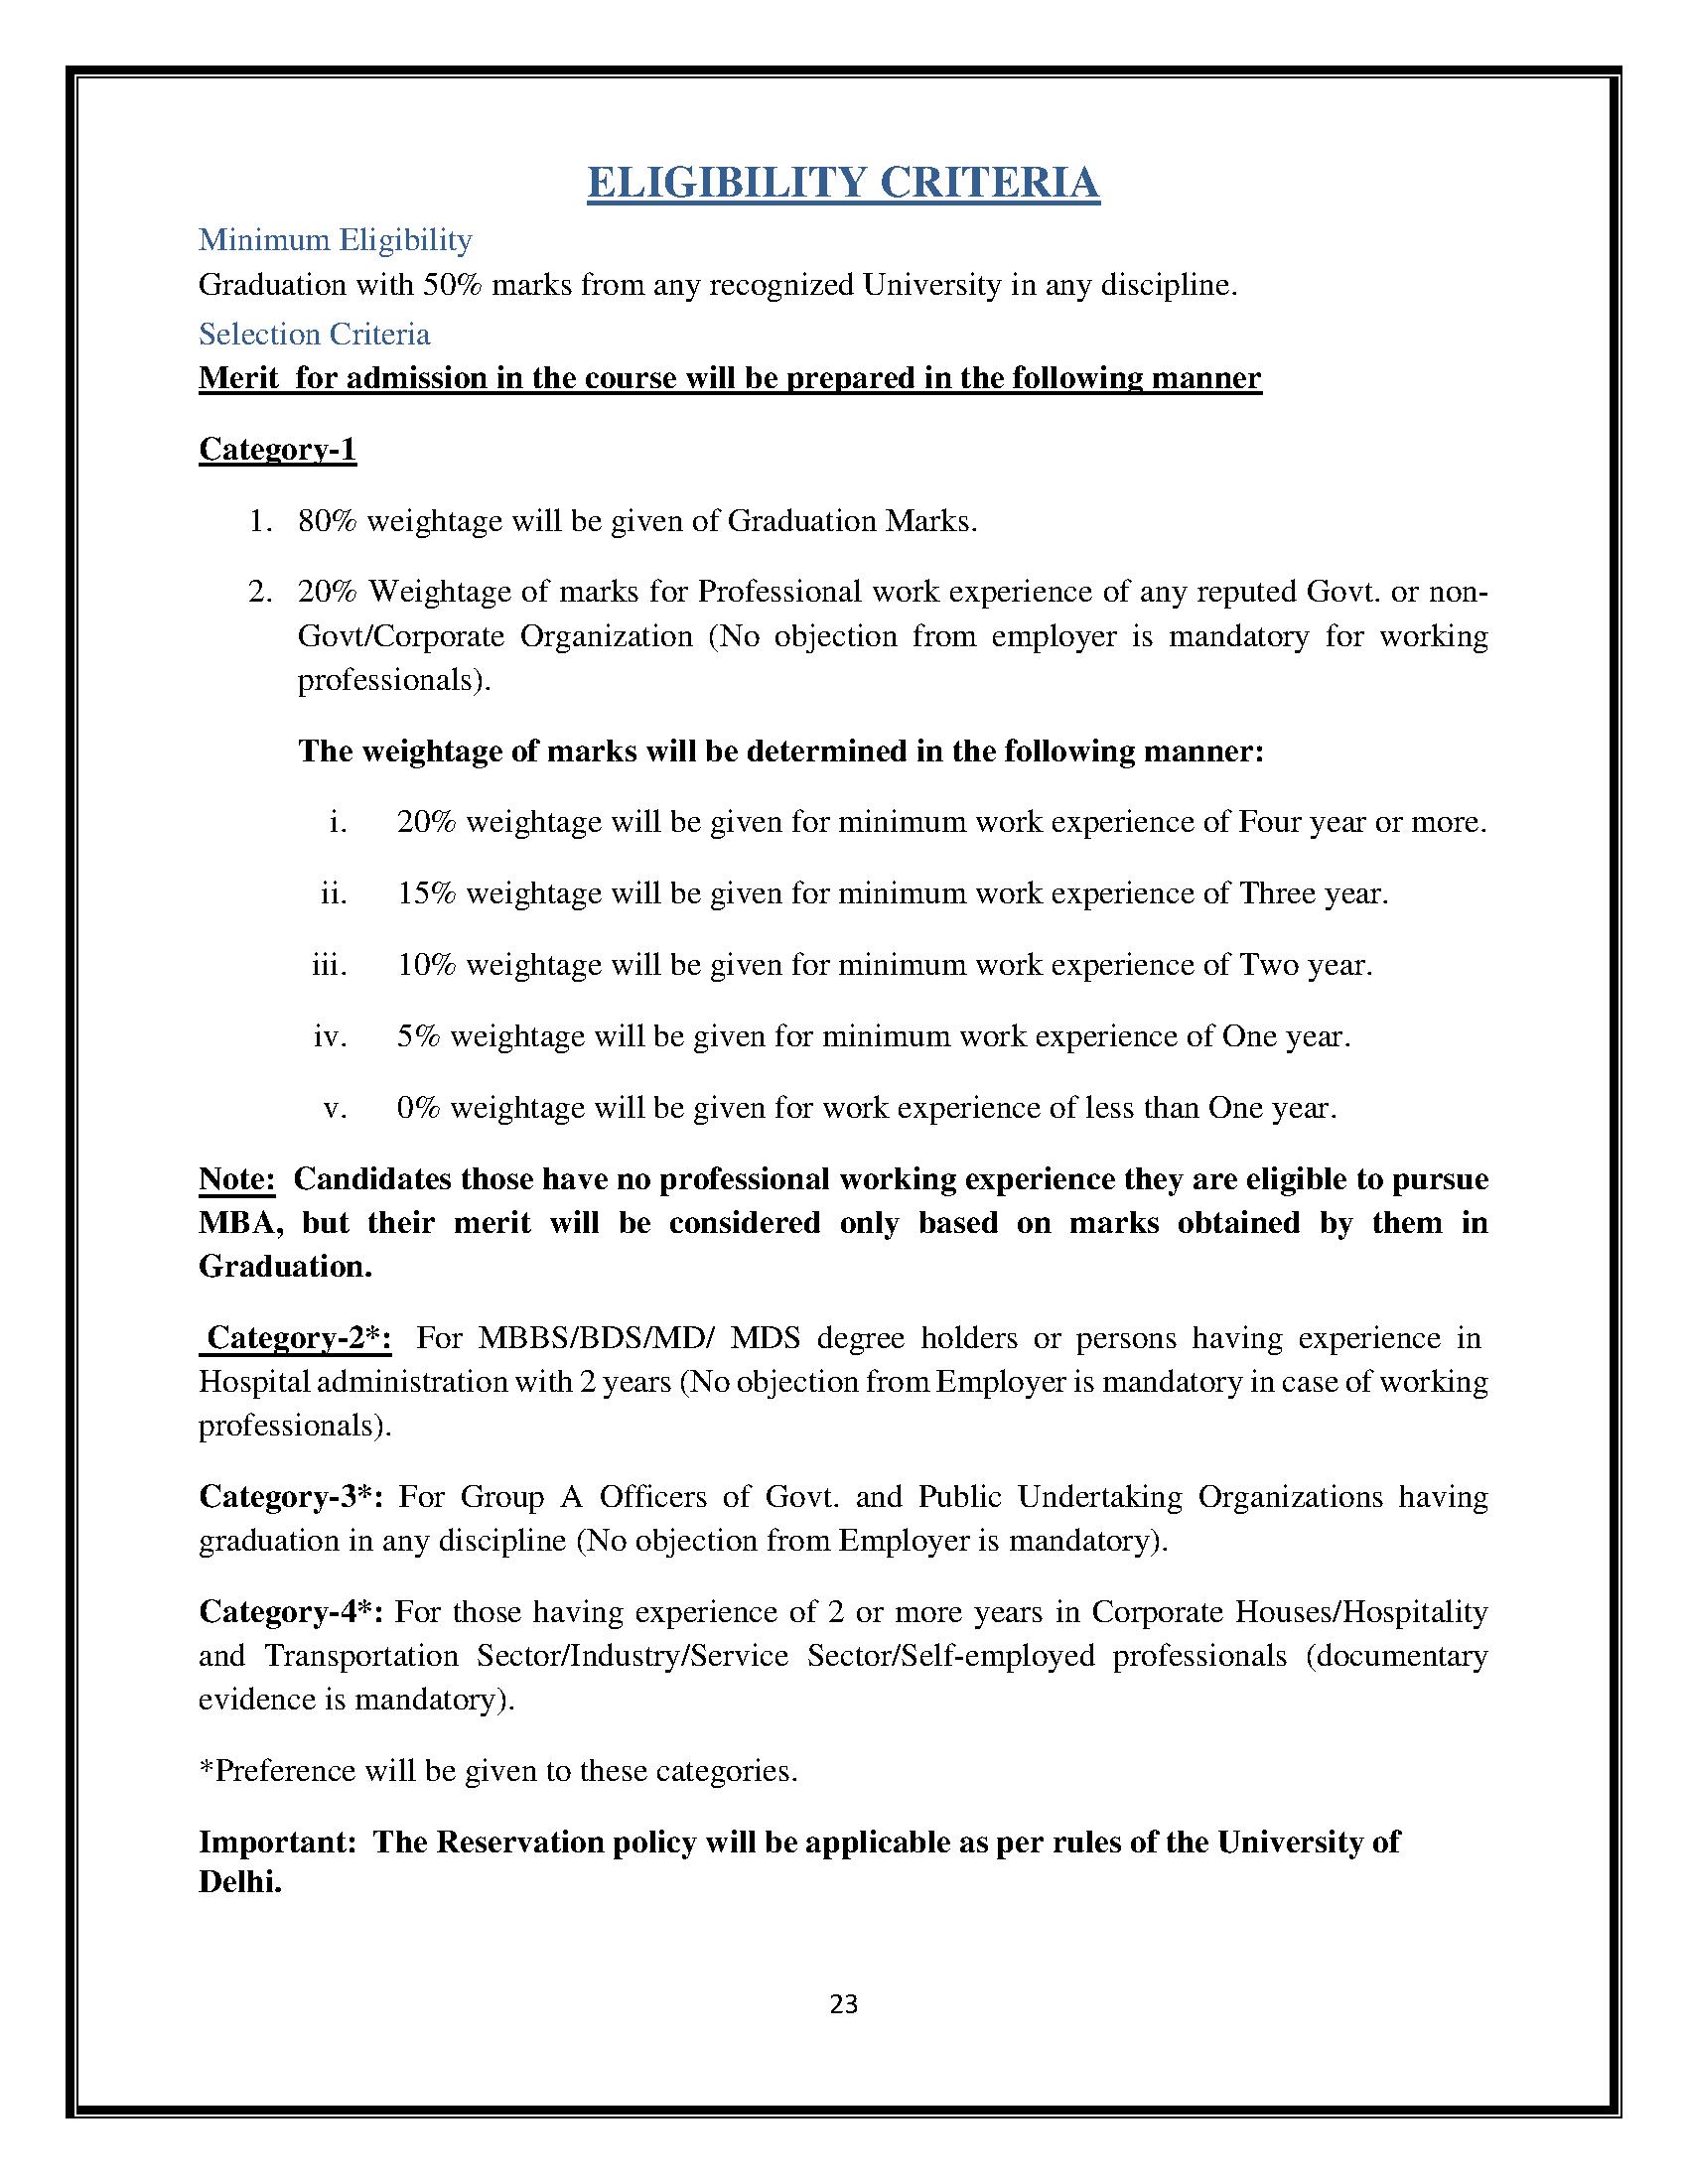 ELIGIBILITY CRITERIA
Minimum Eligibility
Graduation with 50% marks from any recognized University in any discipline.
Selection Criteria
Merit  for admission in the course will be prepared in the following manner
Category-1
1. 80% weightage will be given of Graduation Marks.
2. 20% Weightage of marks for Professional work experience of any reputed Govt. or non-
Govt/Corporate Organization (No objection from employer is mandatory for working
professionals).
The weightage of marks will be determined in the following manner:
i. 20% weightage will be given for minimum work experience of Four year or more.
ii. 15% weightage will be given for minimum work experience of Three year.
iii. 10% weightage will be given for minimum work experience of Two year.
iv. 5% weightage will be given for minimum work experience of One year.
v. 0% weightage will be given for work experience of less than One year.
Note:  Candidates those have no professional working experience they are eligible to pursue
MBA, but their merit will be considered only based on marks obtained by them in
Graduation.
Category-2*:  For MBBS/BDS/MD/ MDS degree holders or persons having experience in
Hospital administration with 2 years (No objection from Employer is mandatory in case of working
professionals).
Category-3*: For Group A Officers of Govt. and Public Undertaking Organizations having
graduation in any discipline (No objection from Employer is mandatory).
Category-4*: For those having experience of 2 or more years in Corporate Houses/Hospitality
and Transportation Sector/Industry/Service Sector/Self-employed professionals (documentary
evidence is mandatory).
*Preference will be given to these categories.
Important:  The Reservation policy will be applicable as per rules of the University of
Delhi.
23